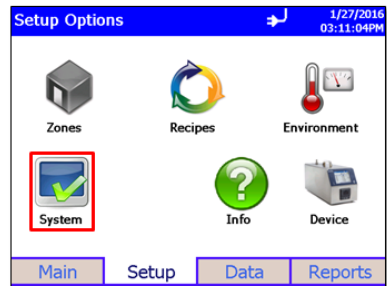 Setup Options
1/27/2016
03:11:04PM
Zones
Recipes
Environment
System
Info
Device
Main
Setup
Data
Reports